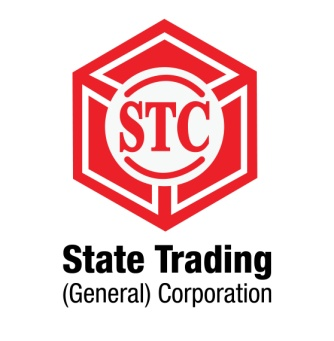 STC
State Trading
(General) Corporation